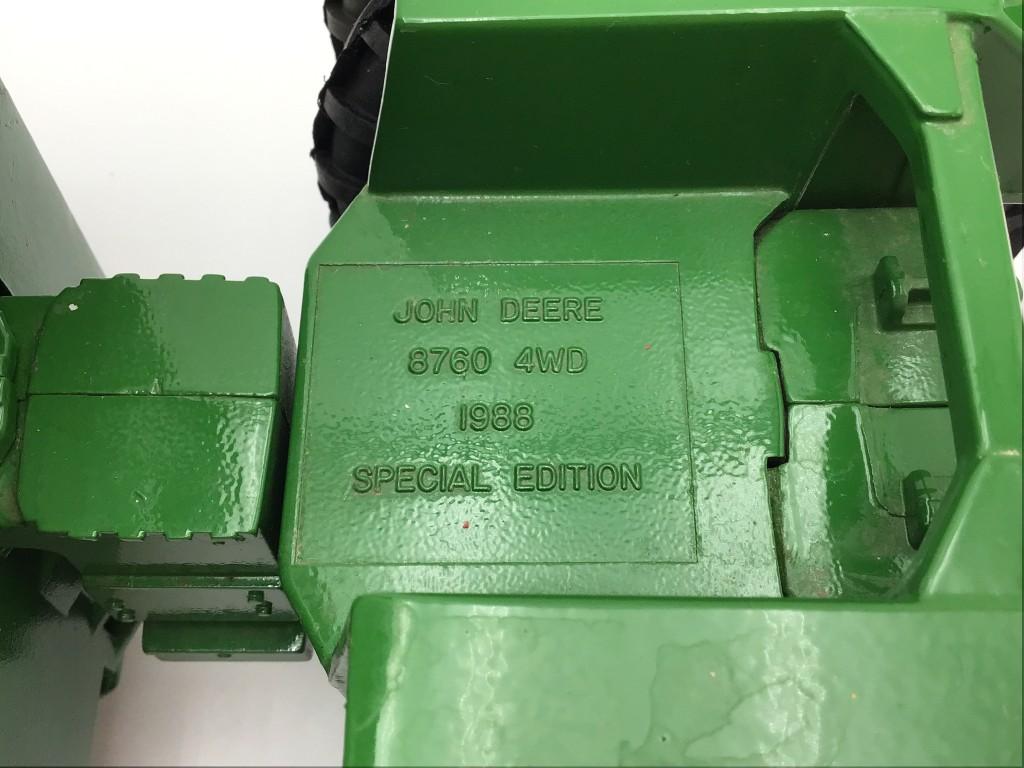 JOHN DEERE
8760 4WD
1988
SPECIAL EDITION